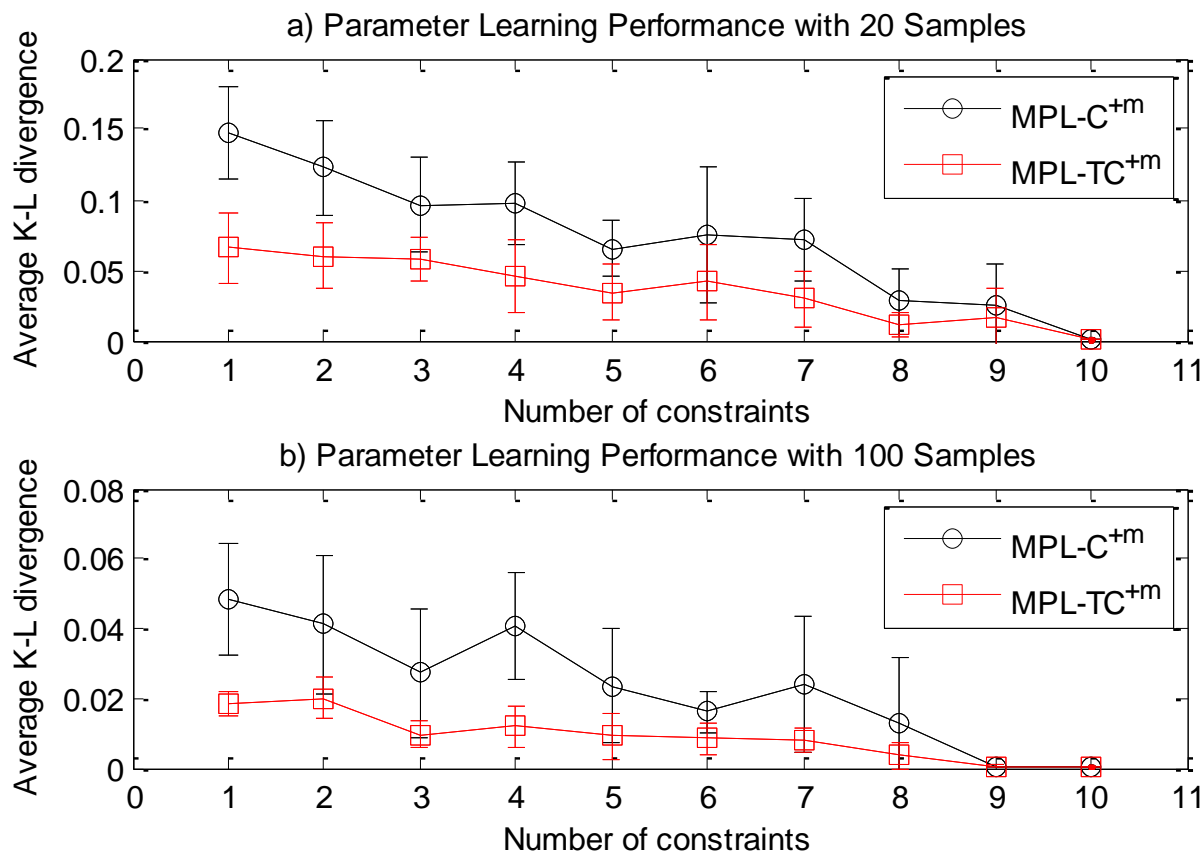 a) Parameter Learning Performance with 20 Samples
Average K-L divergence
0.2
0.15
0.1
0.05
0
MPL-C+m
MPL-TC+m
0 1 2 3 4 5 6 7 8 9 10 11
Number of constraints
b) Parameter Learning Performance with 100 Samples
Average K-L divergence
0.08
0.06
0.04
0.02
0
MPL-C+m
MPL-TC+m
0 1 2 3 4 5 6 7 8 9 10 11
Number of constraints